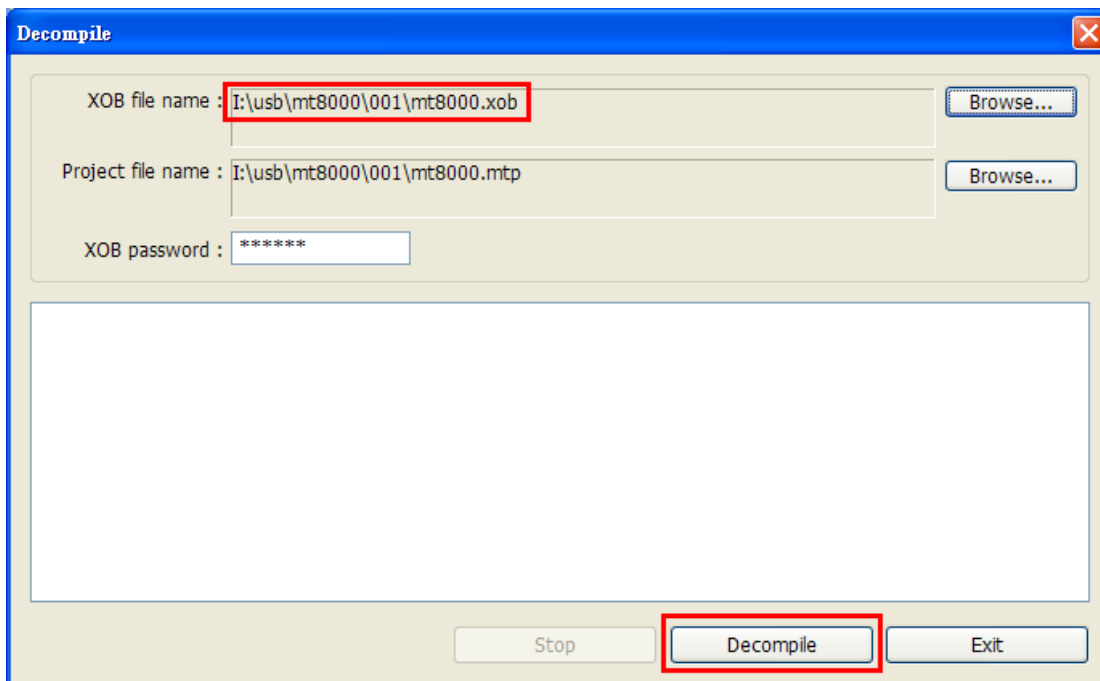 Decompile
XOB file name : I:\usb\mt8000\001\mt8000.xob Browse...
Project file name : I:\usb\mt8000\001\mt8000.mtp Browse...
XOB password : ******
Stop Decompile Exit